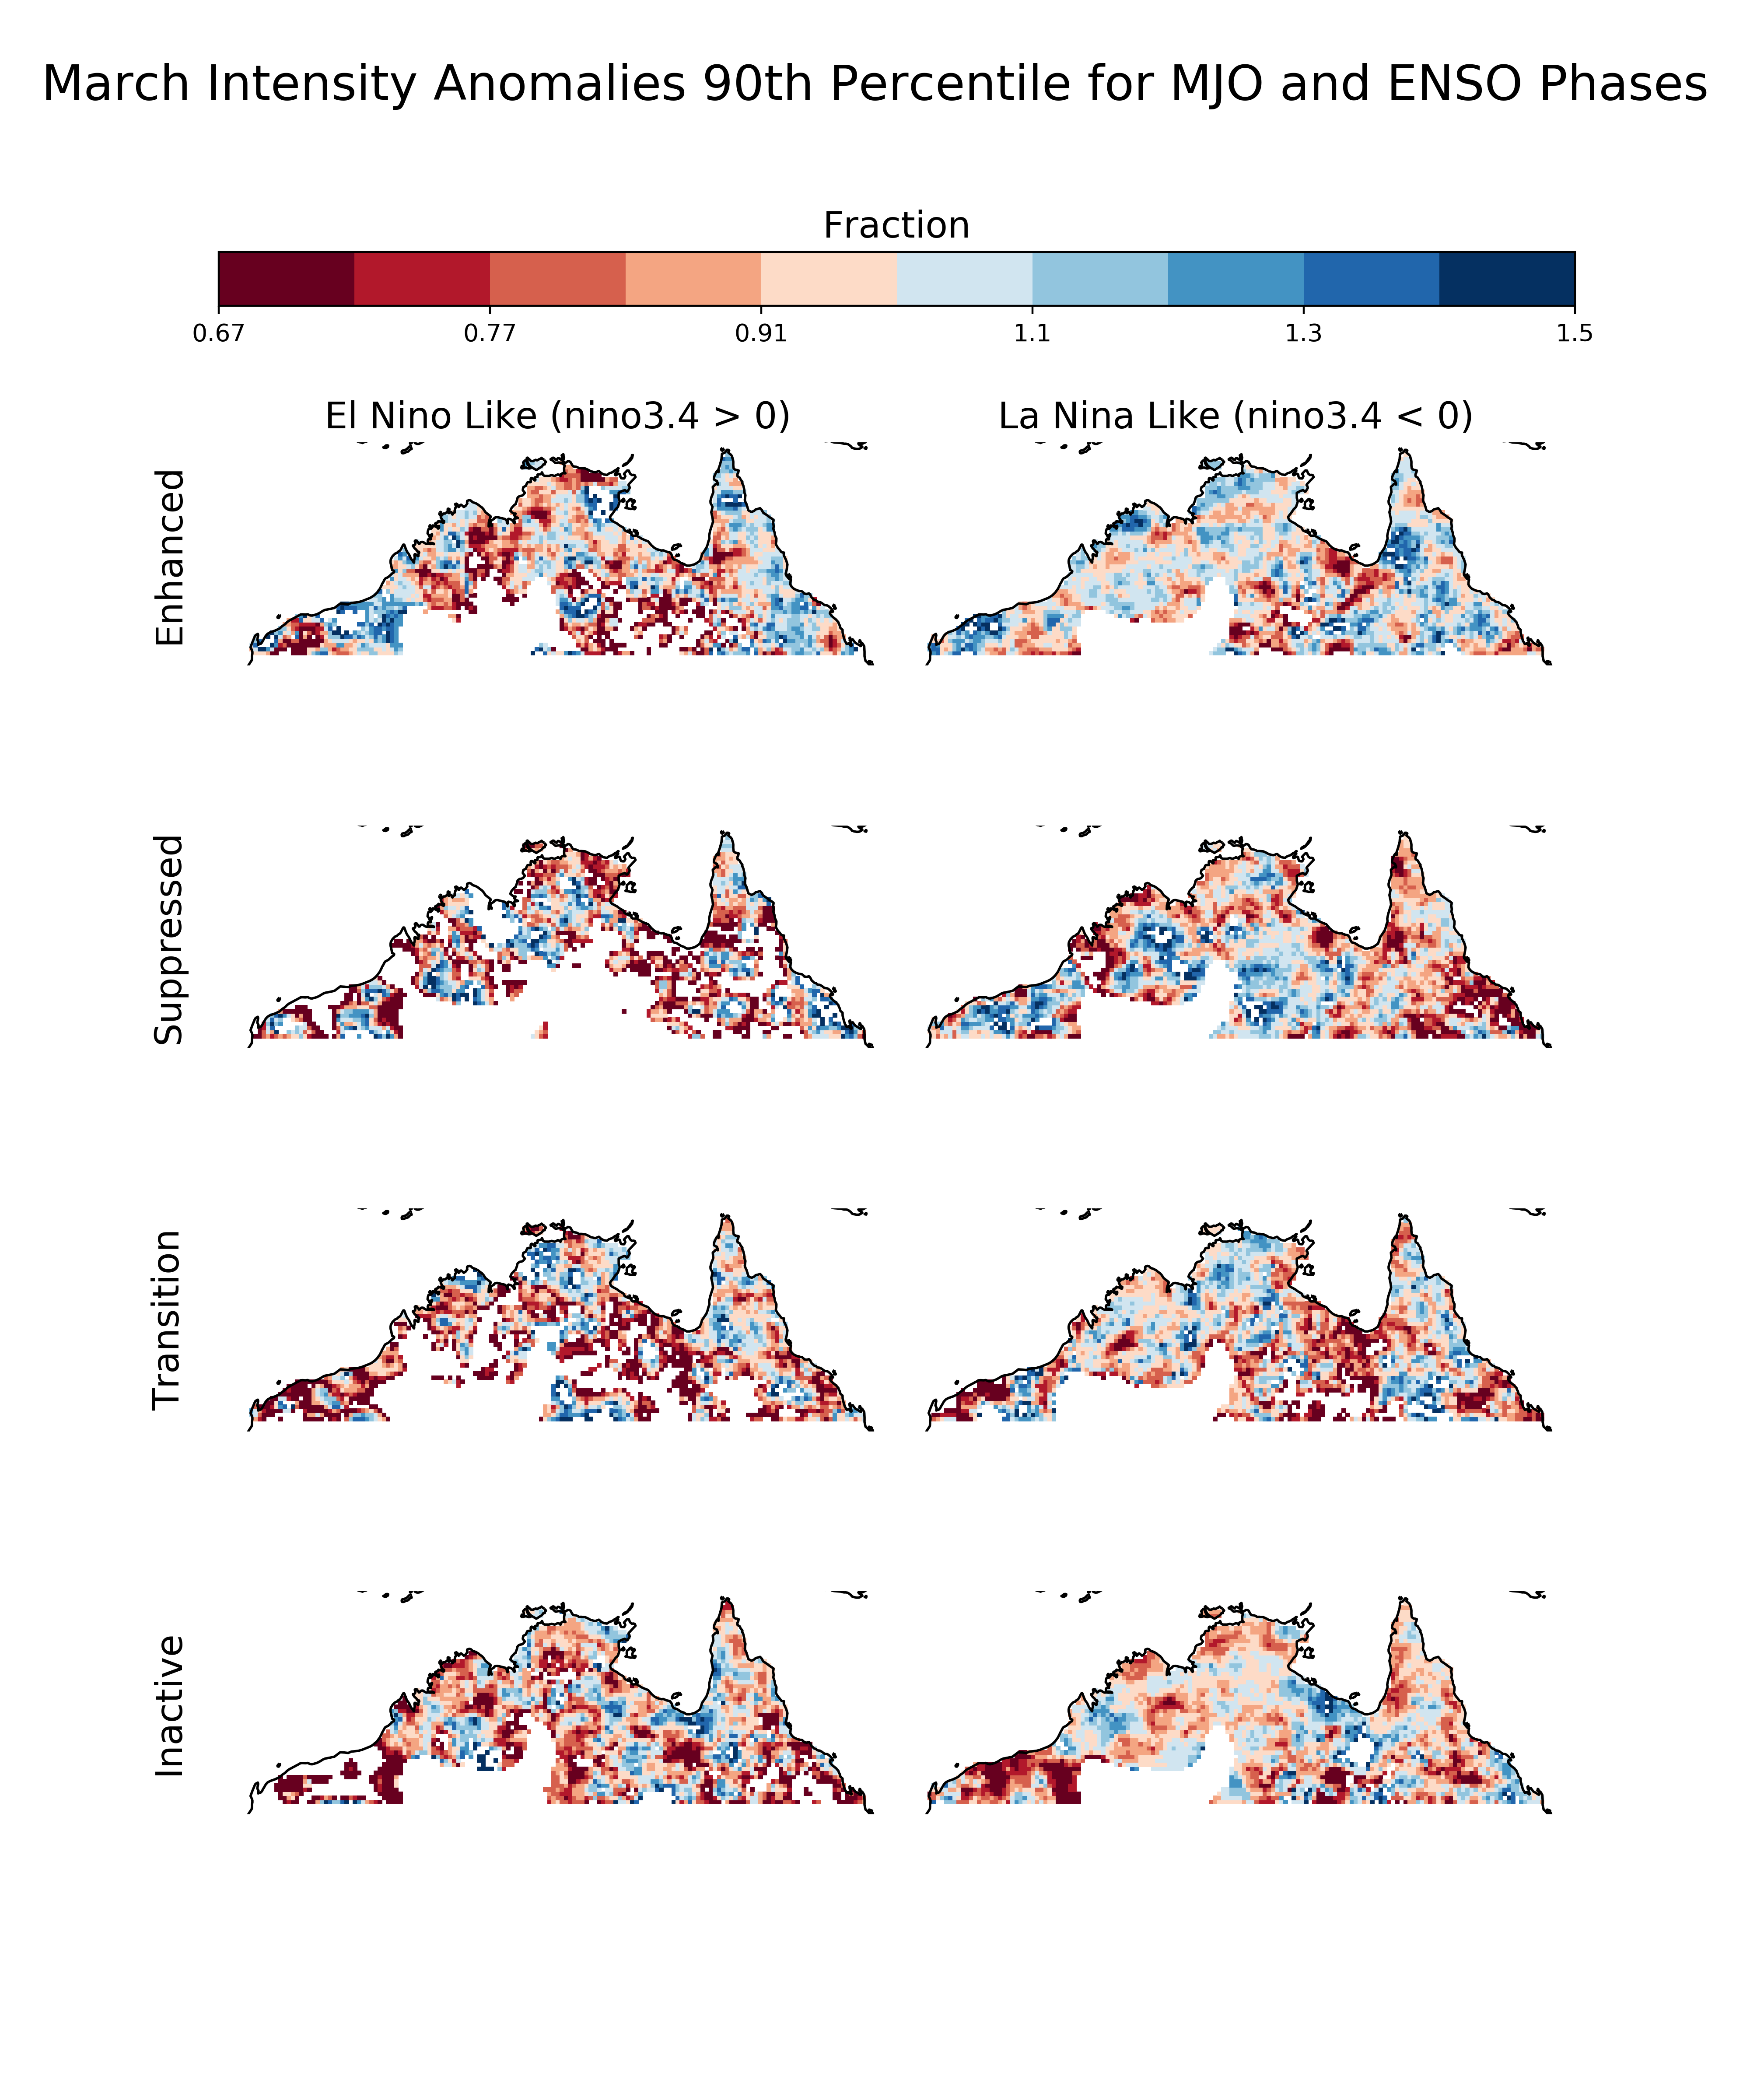 March Intensity Anomalies 90th Percentile for MJO and ENSO Phases
Fraction
0.67 0.77 0.91 1.1 1.3 1.5
El Nino Like (nino3.4 > 0) La Nina Like (nino3.4 < 0)
Enhanced
Suppressed
Transition
Inactive